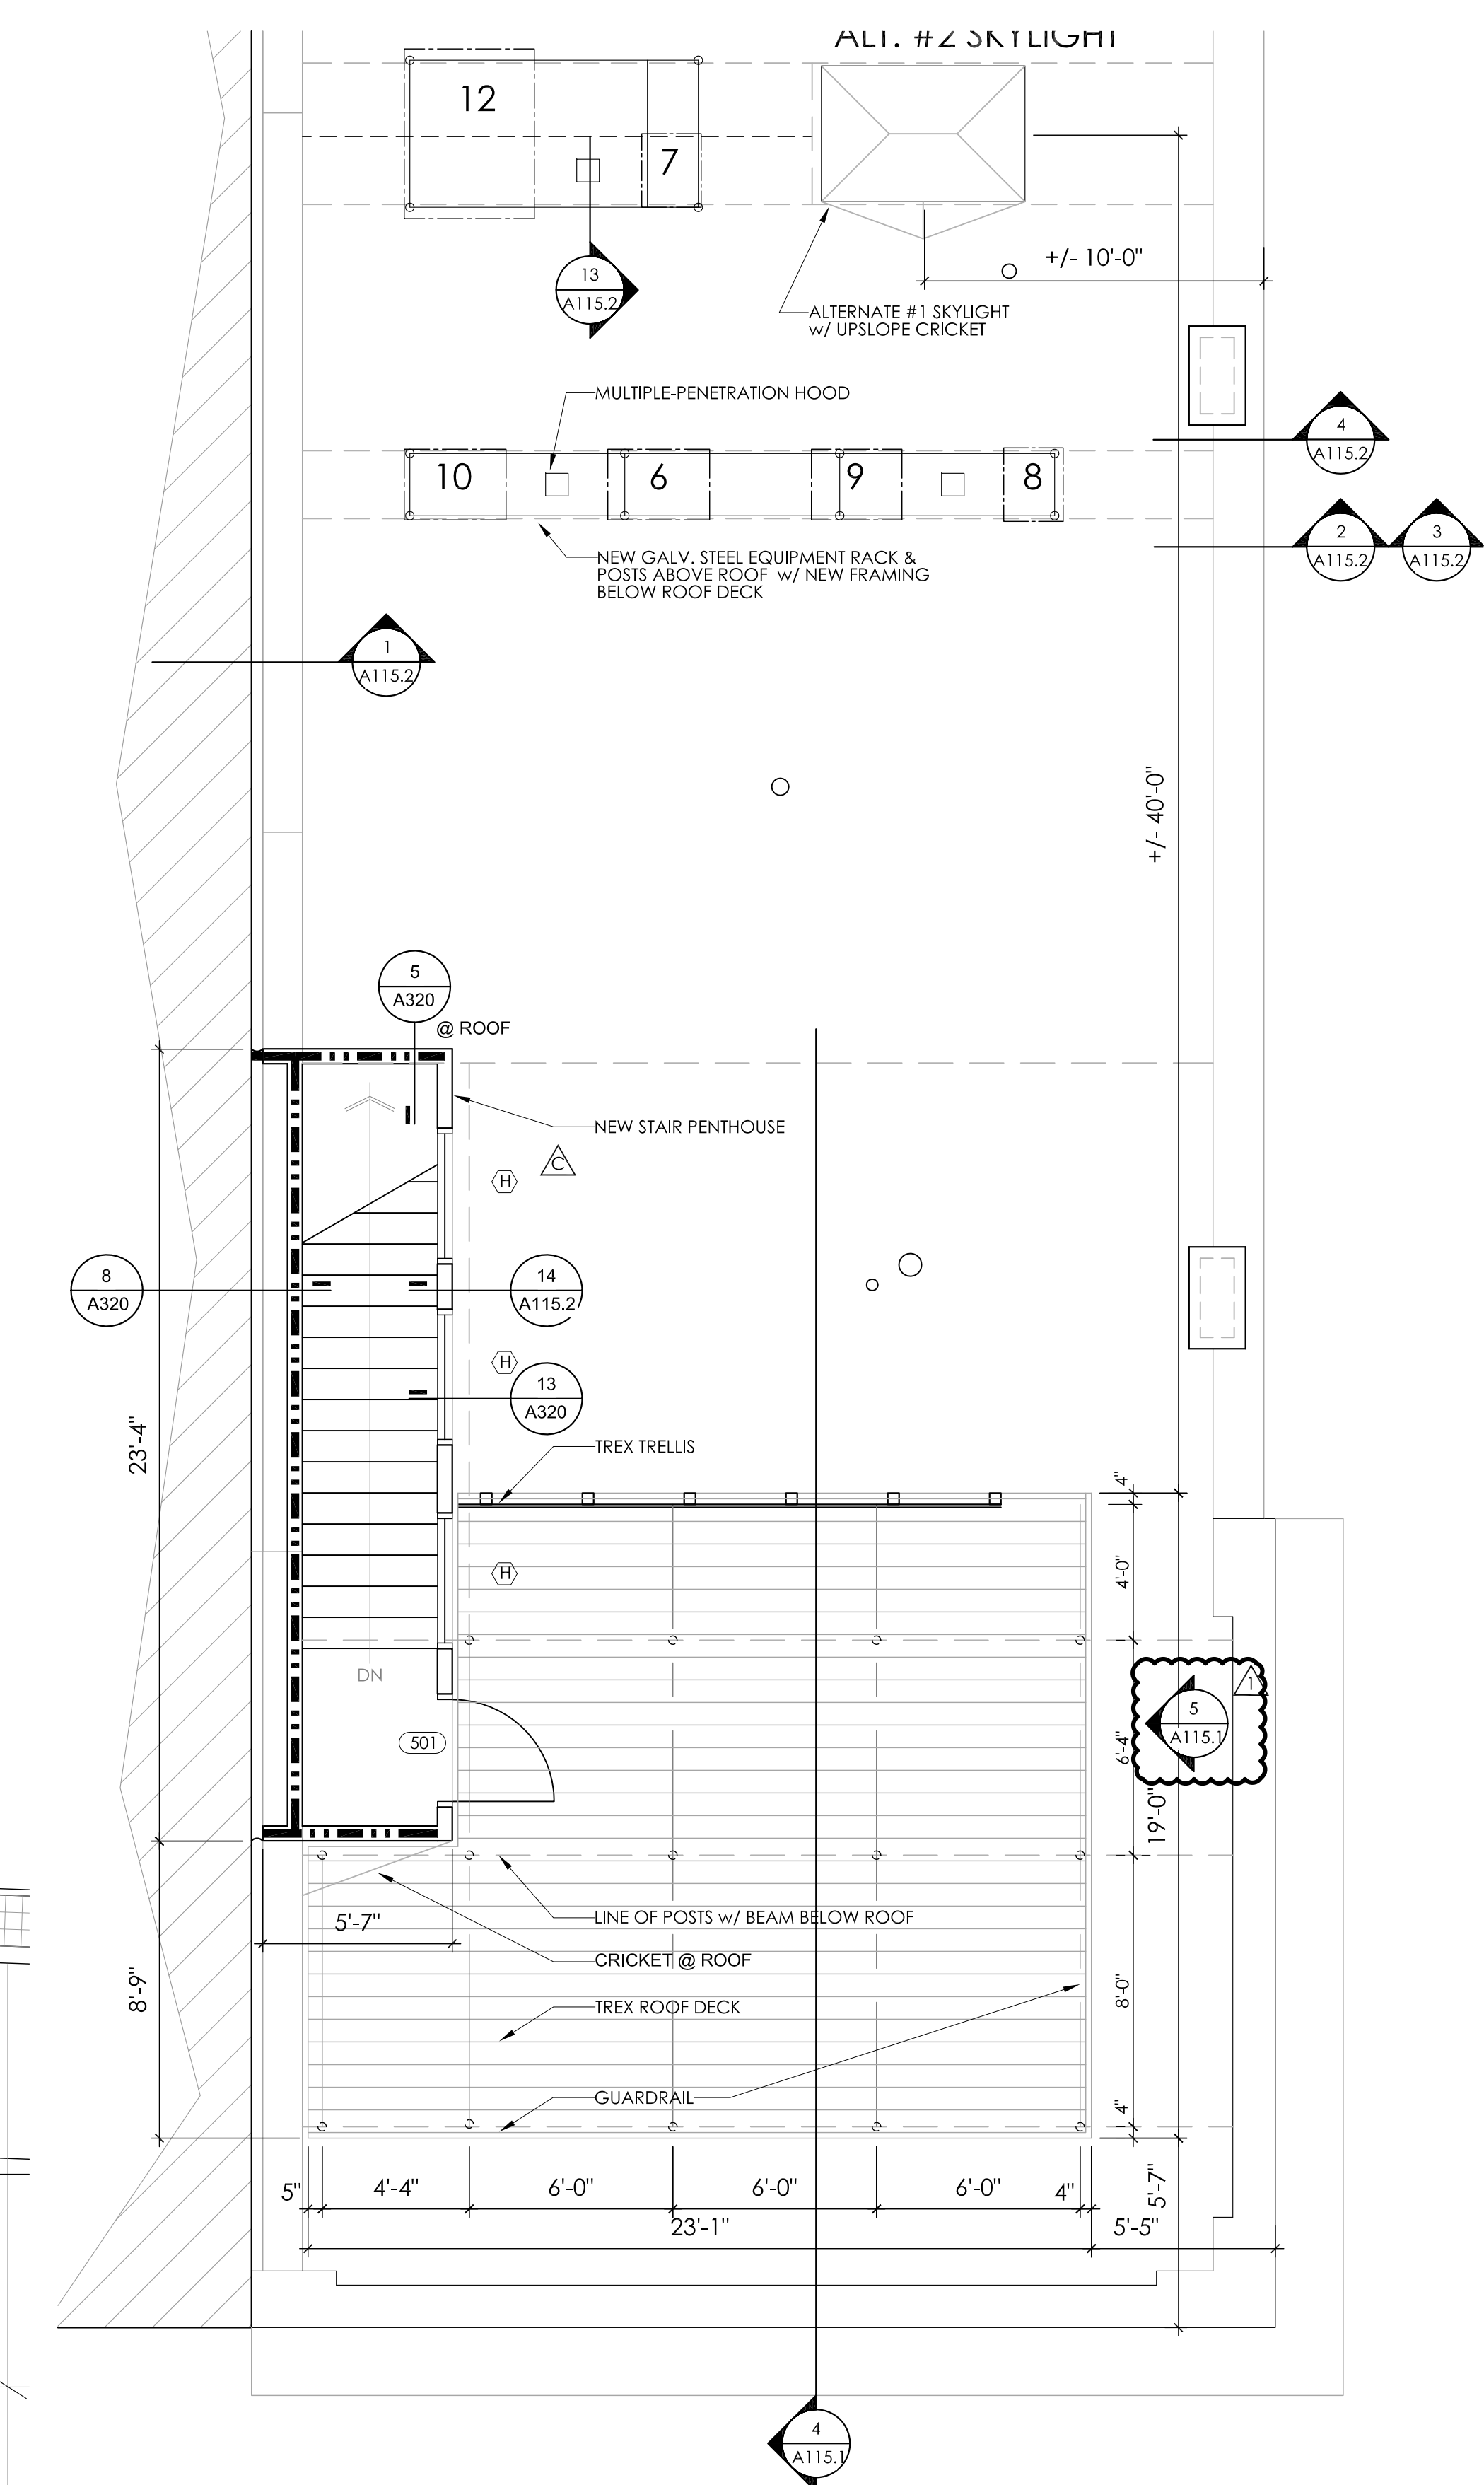 ALT. #2 SKYLIGHT
12
7
13
A115.2
+/- 10'-0"
ALTERNATE #1 SKYLIGHT
w/ UPSLOPE CRICKET
MULTIPLE-PENETRATION HOOD
4
A115.2
10
6
9
8
2
A115.2
3
A115.2
NEW GALV. STEEL EQUIPMENT RACK &
POSTS ABOVE ROOF w/ NEW FRAMING
BELOW ROOF DECK
1
A115.2
+/- 40'-0"
5
A320
@ ROOF
NEW STAIR PENTHOUSE
C
H
8
A320
14
A115.2
H
13
A320
23'-4"
TREX TRELLIS
4"
4'-0"
H
DN
1
5
A115.1
501
6'-4"
19'-0"
LINE OF POSTS w/ BEAM BELOW ROOF
5'-7"
CRICKET @ ROOF
8'-9"
TREX ROOF DECK
8'-0"
GUARDRAIL
4"
5"
4'-4"
6'-0"
6'-0"
6'-0"
4"
5'-7"
23'-1"
5'-5"
4
A115.1